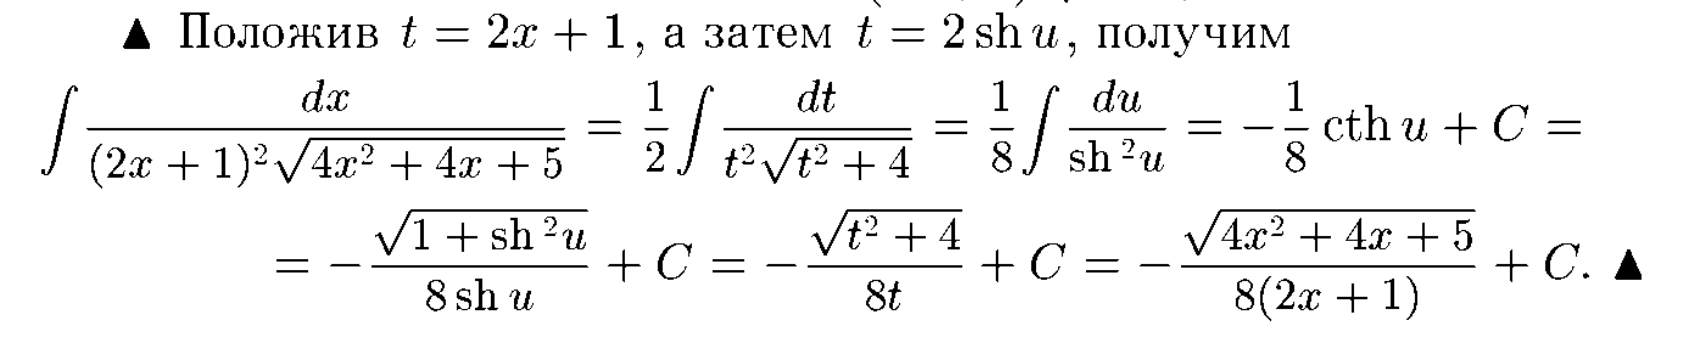 ▲ Положив t = 2x + 1, а затем t = 2 sh u, получим
∫ dx / ((2x + 1)²√(4x² + 4x + 5)) = 1/2 ∫ dt / (t²√(t² + 4)) = 1/8 ∫ du / sh²u = −1/8 cth u + C =
= −√(1 + sh²u) / (8 sh u) + C = −√(t² + 4) / (8t) + C = −√(4x² + 4x + 5) / (8(2x + 1)) + C. ▲